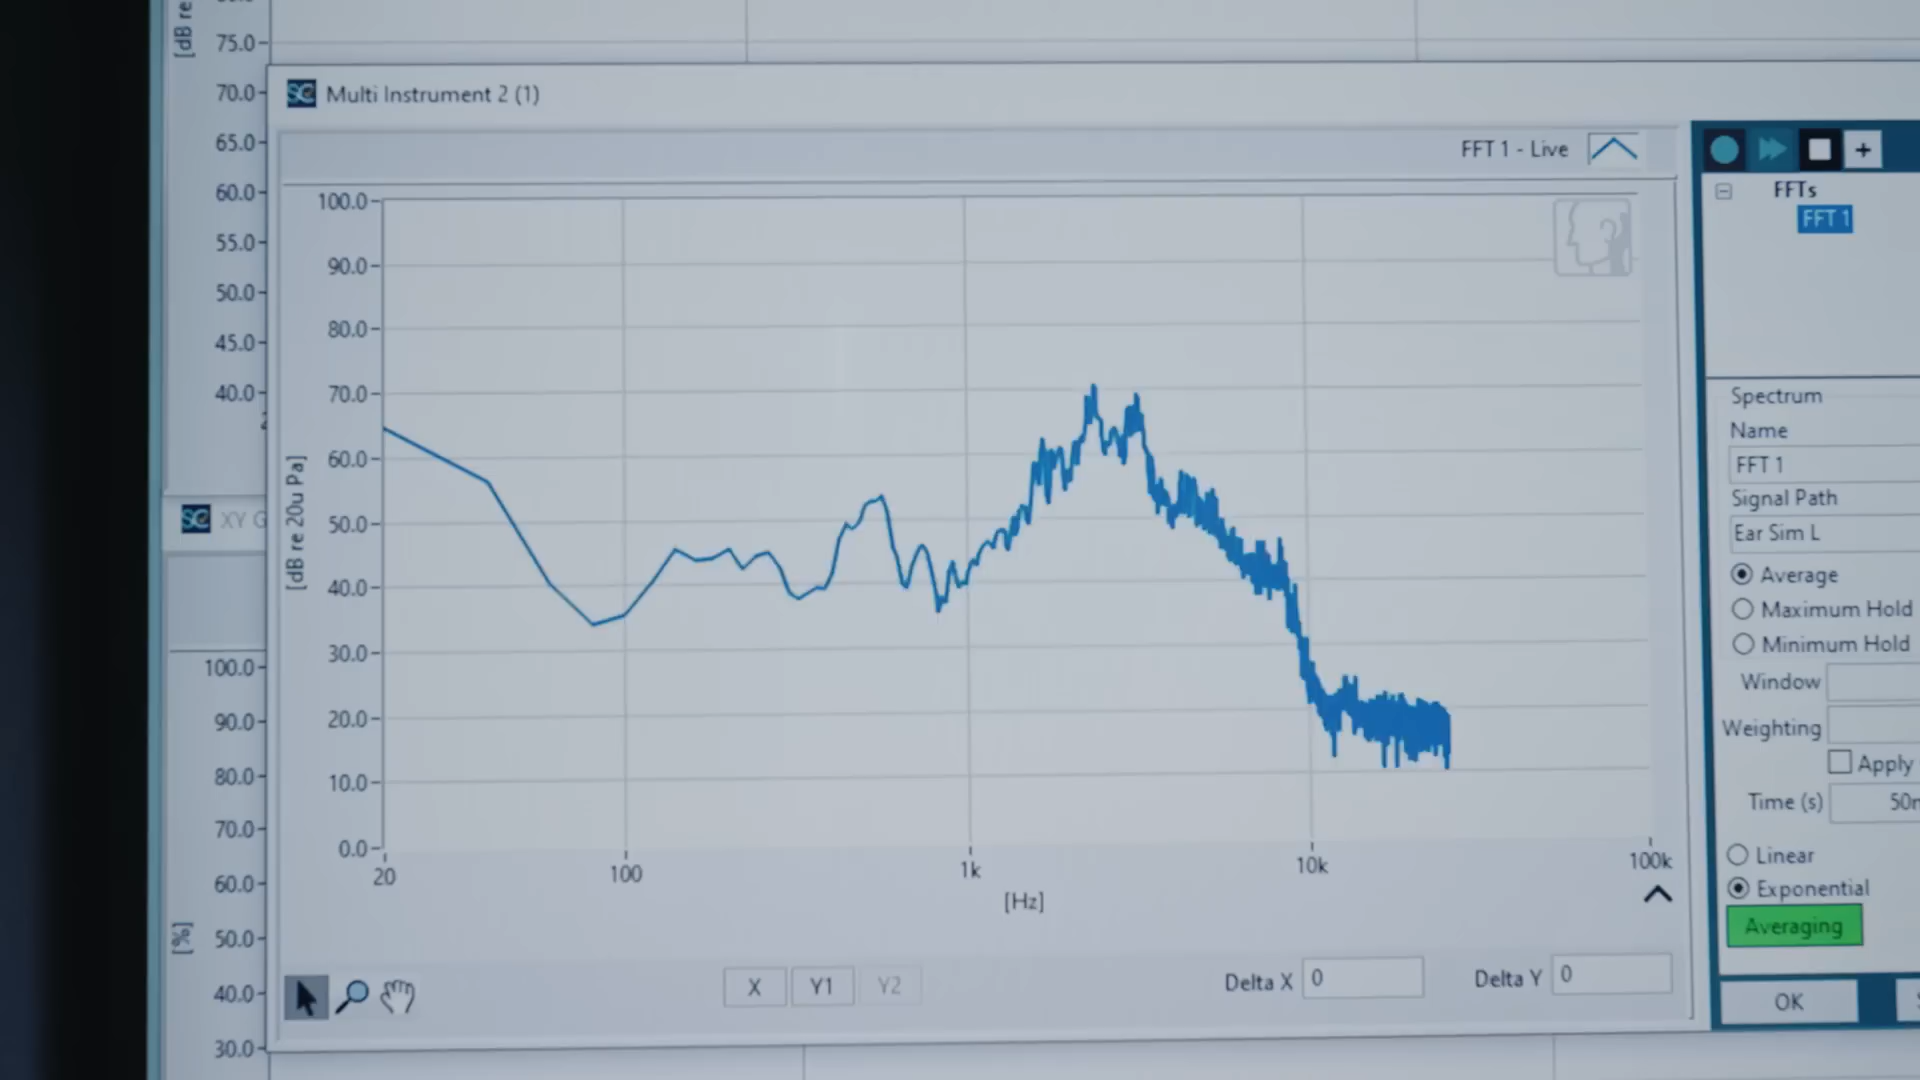 [dB re
75.0
70.0
65.0
60.0
55.0
50.0
45.0
40.0
XY G
100.0
90.0
80.0
70.0
60.0
50.0
40.0
30.0
[%]
Multi Instrument 2 (1)
FFT 1 - Live
100.0
90.0
80.0
70.0
60.0
50.0
40.0
30.0
20.0
10.0
0.0
[dB re 20u Pa]
20 100 1k 10k 100k
[Hz]
X Y1 Y2
Delta X 0 Delta Y 0
FFTs
FFT 1
Spectrum
Name
FFT 1
Signal Path
Ear Sim L
Average
Maximum Hold
Minimum Hold
Window
Weighting
Apply
Time (s) 50m
Linear
Exponential
Averaging
OK